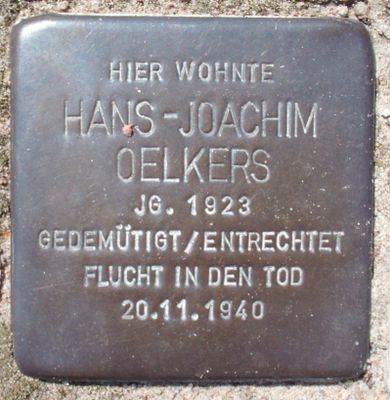 HIER WOHNTE
HANS-JOACHIM
OELKERS
JG. 1923
GEDEMÜTIGT/ENTRECHTET
FLUCHT IN DEN TOD
20.11.1940